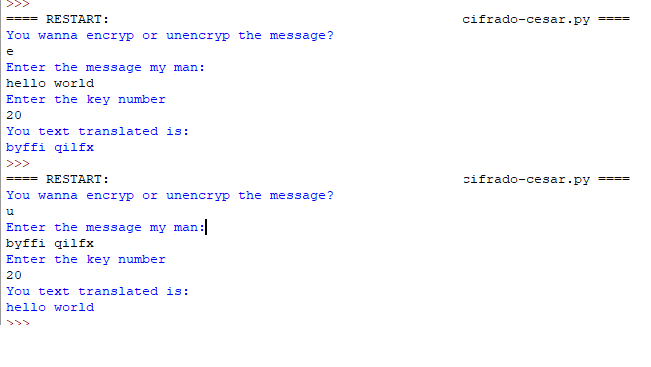 >>>
==== RESTART: cifrado-cesar.py ====
You wanna encryp or unencryp the message?
e
Enter the message my man:
hello world
Enter the key number
20
You text translated is:
byffi qilfx
>>>
==== RESTART: cifrado-cesar.py ====
You wanna encryp or unencryp the message?
u
Enter the message my man:
byffi qilfx
Enter the key number
20
You text translated is:
hello world
>>>